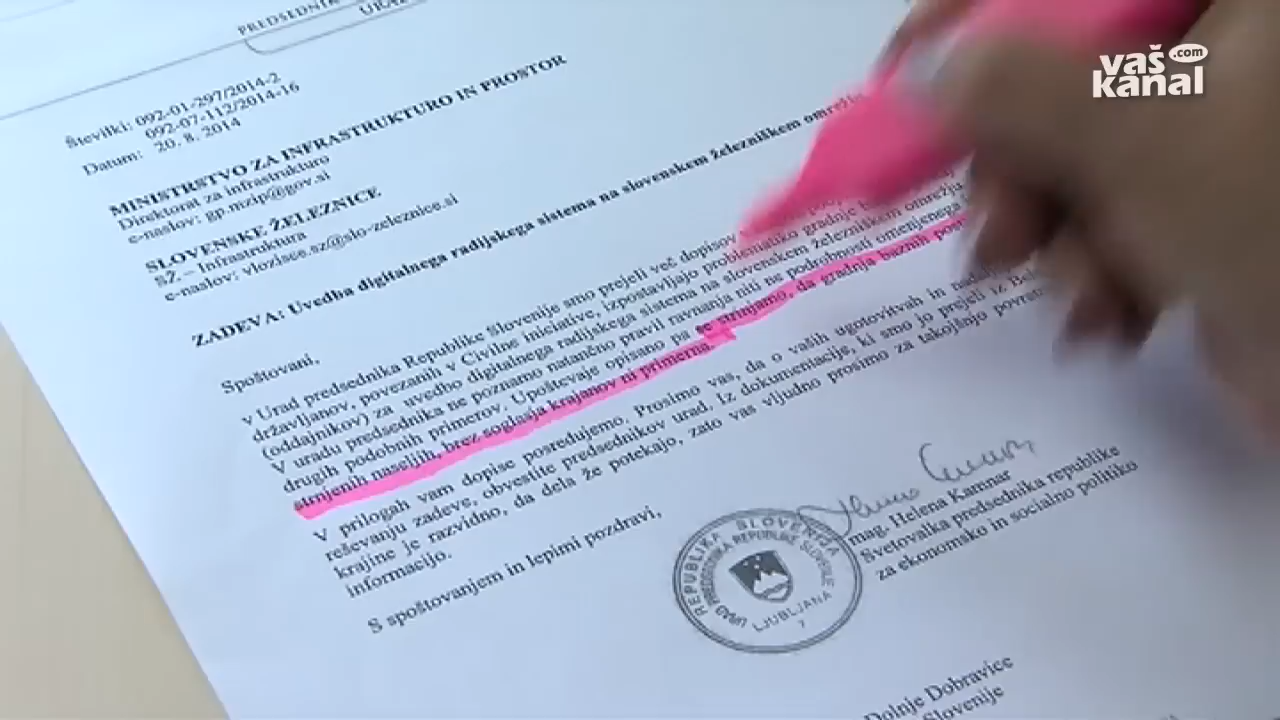 PREDSEDNIK
URAD
vaš
kanal
.com
Številki: 092-01-297/2014-2
092-07-112/2014-16
Datum: 20. 8. 2014
MINISTRSTVO ZA INFRASTRUKTURO IN PROSTOR
Direktorat za infrastrukturo
e-naslov: gp.mzip@gov.si
SLOVENSKE ŽELEZNICE
SŽ. – Infrastruktura
e-naslov: vlozisce.sz@slo-zeleznice.si
ZADEVA: Uvedba digitalnega radijskega sistema na slovenskem železniškem omrežju
Spoštovani,
v Urad predsednika Republike Slovenije smo prejeli več dopisov
državljanov, povezanih v Civilne iniciative, izpostavljajo problematiko gradnje
(oddajnikov) za uvedbo digitalnega radijskega sistema na slovenskem železniškem omrežju
V uradu predsednika ne poznamo natančno pravil ravnanja niti ne podrobnosti omenjenega
drugih podobnih primerov. Upoštevaje opisano pa se strinjamo, da gradnja baznih
strnjenih naseljih, brez soglasja krajanov ni primerna.
V prilogah vam dopise posredujemo. Prosimo vas, da o vaših ugotovitvah in
reševanju zadeve, obvestite predsednikov urad. Iz dokumentacije, ki smo jo prejeli iz
krajine je razvidno, da dela že potekajo, zato vas vljudno prosimo za takojšnjo
informacijo.
S spoštovanjem in lepimi pozdravi,
mag. Helena Kamnar
Svetovalka predsednika republike
za ekonomsko in socialno politiko
REPUBLIKA SLOVENIJA
URAD PREDSEDNIKA REPUBLIKE SLOVENIJE
LJUBLJANA
7
Dolnje Dobravice
Slovenije